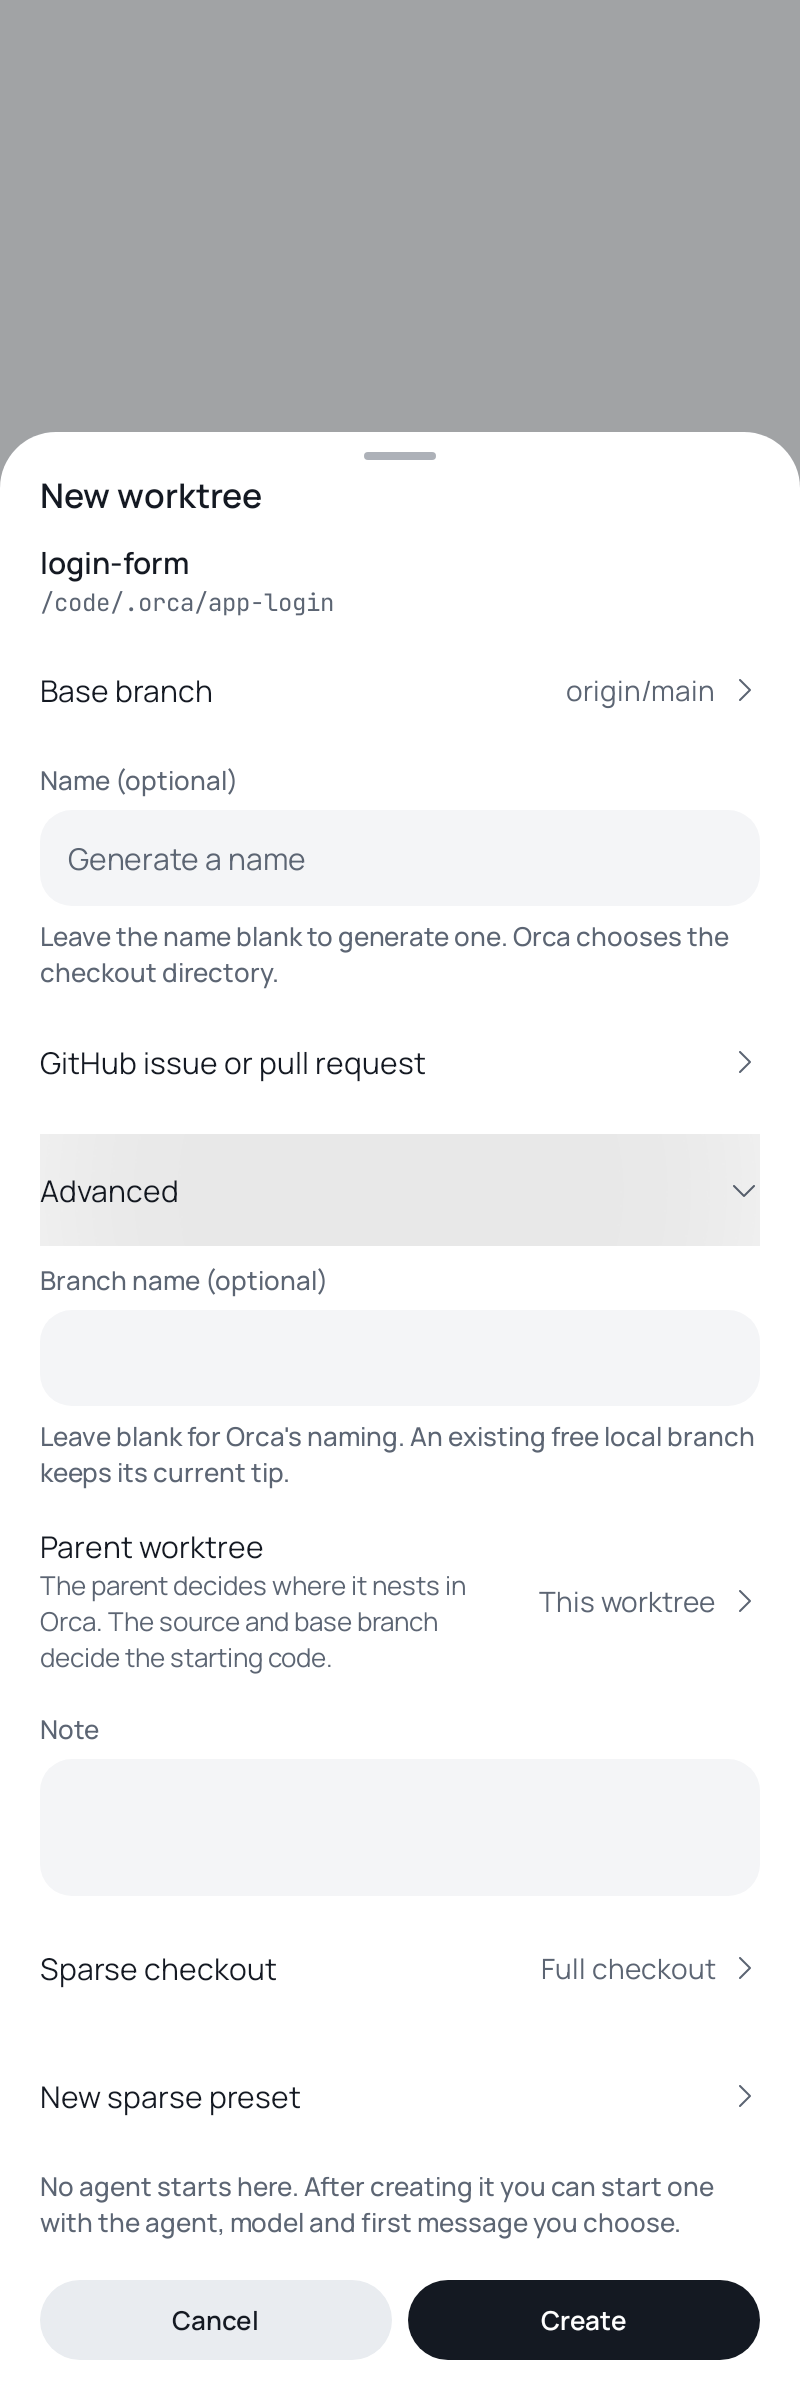 New worktree
login-form
/code/.orca/app-login
Base branch
origin/main
Name (optional)
Generate a name
Leave the name blank to generate one. Orca chooses the
checkout directory.
GitHub issue or pull request
Advanced
Branch name (optional)
Leave blank for Orca's naming. An existing free local branch
keeps its current tip.
Parent worktree
The parent decides where it nests in
Orca. The source and base branch
decide the starting code.
This worktree
Note
Sparse checkout
Full checkout
New sparse preset
No agent starts here. After creating it you can start one
with the agent, model and first message you choose.
Cancel
Create